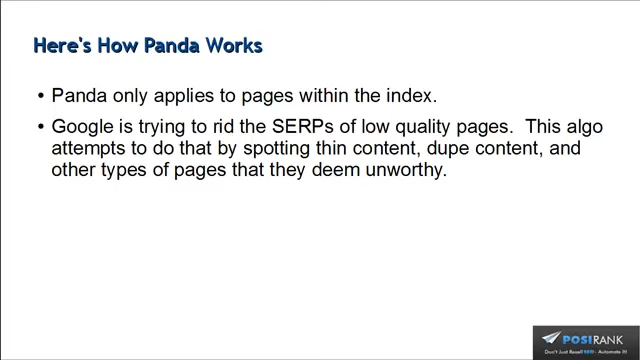 Here's How Panda Works
• Panda only applies to pages within the index.
• Google is trying to rid the SERPs of low quality pages.  This algo
attempts to do that by spotting thin content, dupe content, and
other types of pages that they deem unworthy.
POSIRANK
Don't Just Resell SEO - Automate It!